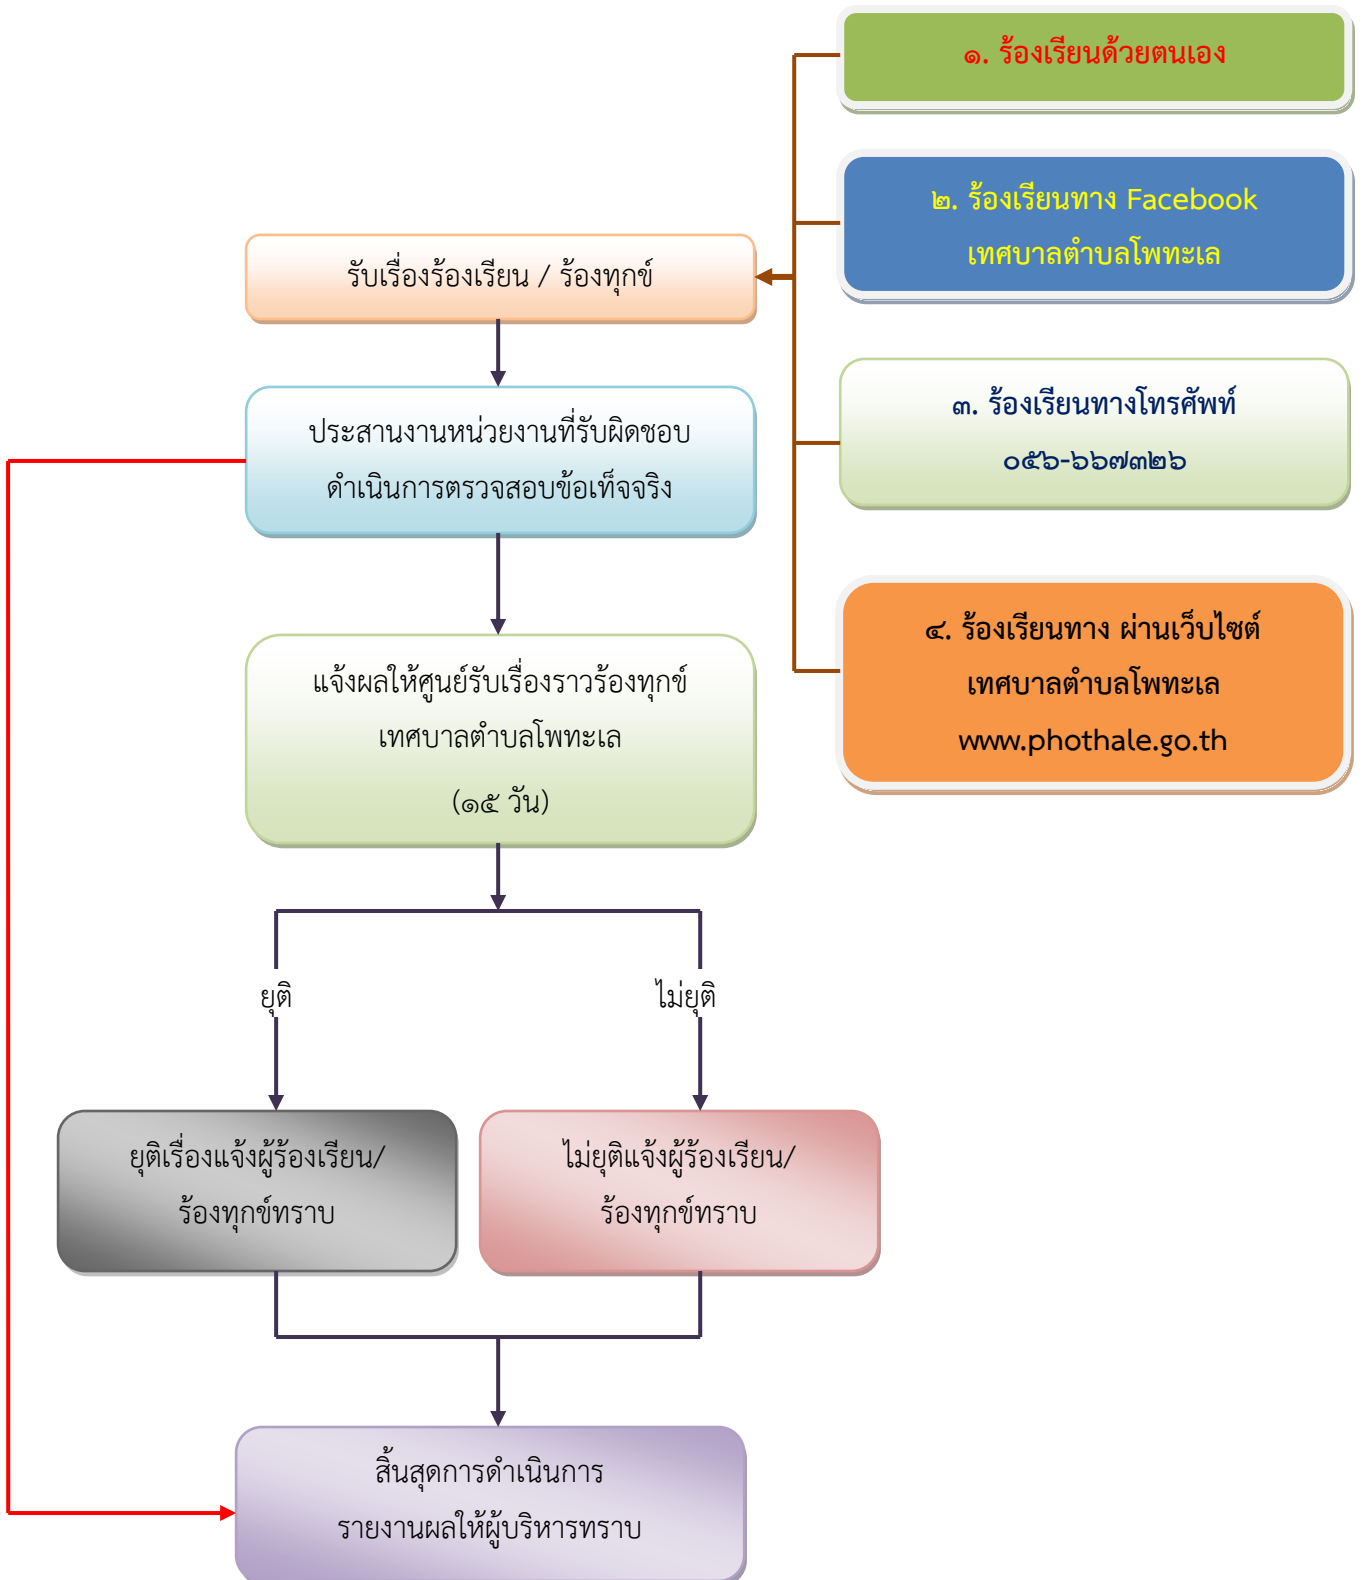 ๑. ร้องเรียนด้วยตนเอง
๒. ร้องเรียนทาง Facebook
เทศบาลตำบลโพทะเล
รับเรื่องร้องเรียน / ร้องทุกข์
๓. ร้องเรียนทางโทรศัพท์
๐๕๖-๖๖๗๓๒๖
ประสานงานหน่วยงานที่รับผิดชอบ
ดำเนินการตรวจสอบข้อเท็จจริง
๔. ร้องเรียนทาง ผ่านเว็บไซต์
เทศบาลตำบลโพทะเล
www.phothale.go.th
แจ้งผลให้ศูนย์รับเรื่องราวร้องทุกข์
เทศบาลตำบลโพทะเล
(๑๕ วัน)
ยุติ
ไม่ยุติ
ยุติเรื่องแจ้งผู้ร้องเรียน/
ร้องทุกข์ทราบ
ไม่ยุติแจ้งผู้ร้องเรียน/
ร้องทุกข์ทราบ
สิ้นสุดการดำเนินการ
รายงานผลให้ผู้บริหารทราบ